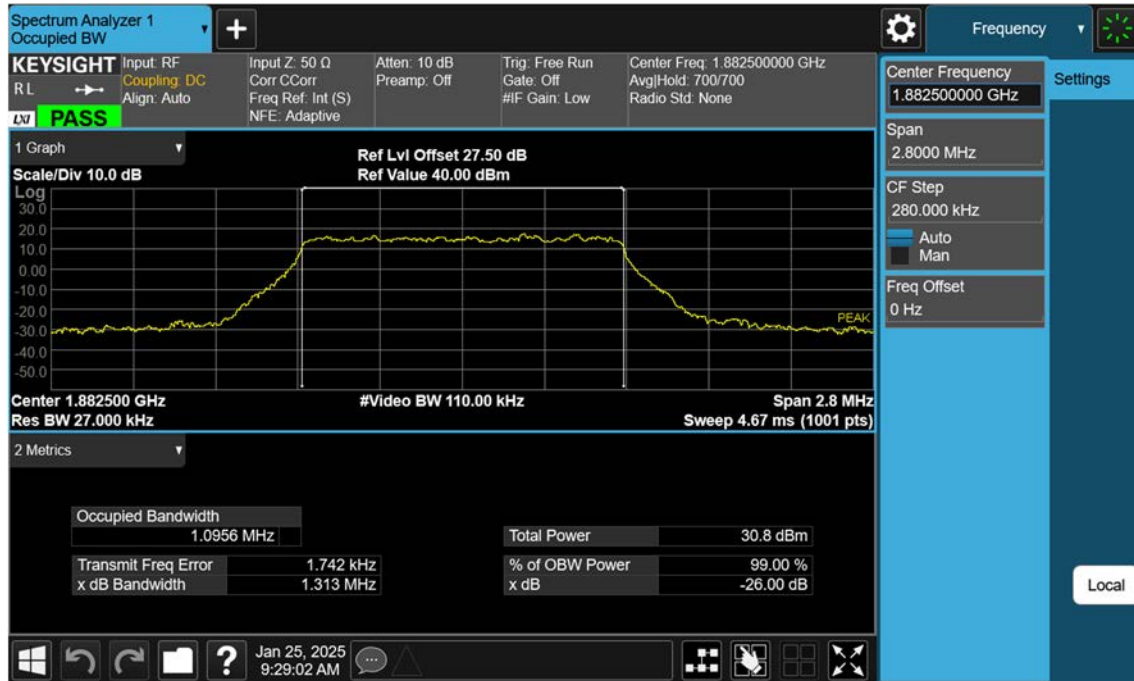 Spectrum Analyzer 1
Occupied BW
Frequency
KEYSIGHT
RL
LXI
PASS
Input: RF
Coupling: DC
Align: Auto
Input Z: 50 Ω
Corr CCorr
Freq Ref: Int (S)
NFE: Adaptive
Atten: 10 dB
Preamp: Off
Trig: Free Run
Gate: Off
#IF Gain: Low
Center Freq: 1.882500000 GHz
Avg|Hold: 700/700
Radio Std: None
1 Graph
Scale/Div 10.0 dB
Ref Lvl Offset 27.50 dB
Ref Value 40.00 dBm
Log
30.0
20.0
10.0
0.00
-10.0
-20.0
-30.0
-40.0
-50.0
PEAK
Center 1.882500 GHz
#Video BW 110.00 kHz
Span 2.8 MHz
Res BW 27.000 kHz
Sweep 4.67 ms (1001 pts)
2 Metrics
Occupied Bandwidth
1.0956 MHz
Total Power 30.8 dBm
Transmit Freq Error 1.742 kHz
% of OBW Power 99.00 %
x dB Bandwidth 1.313 MHz
x dB -26.00 dB
Center Frequency
1.882500000 GHz
Settings
Span
2.8000 MHz
CF Step
280.000 kHz
Auto
Man
Freq Offset
0 Hz
Local
?
Jan 25, 2025
9:29:02 AM